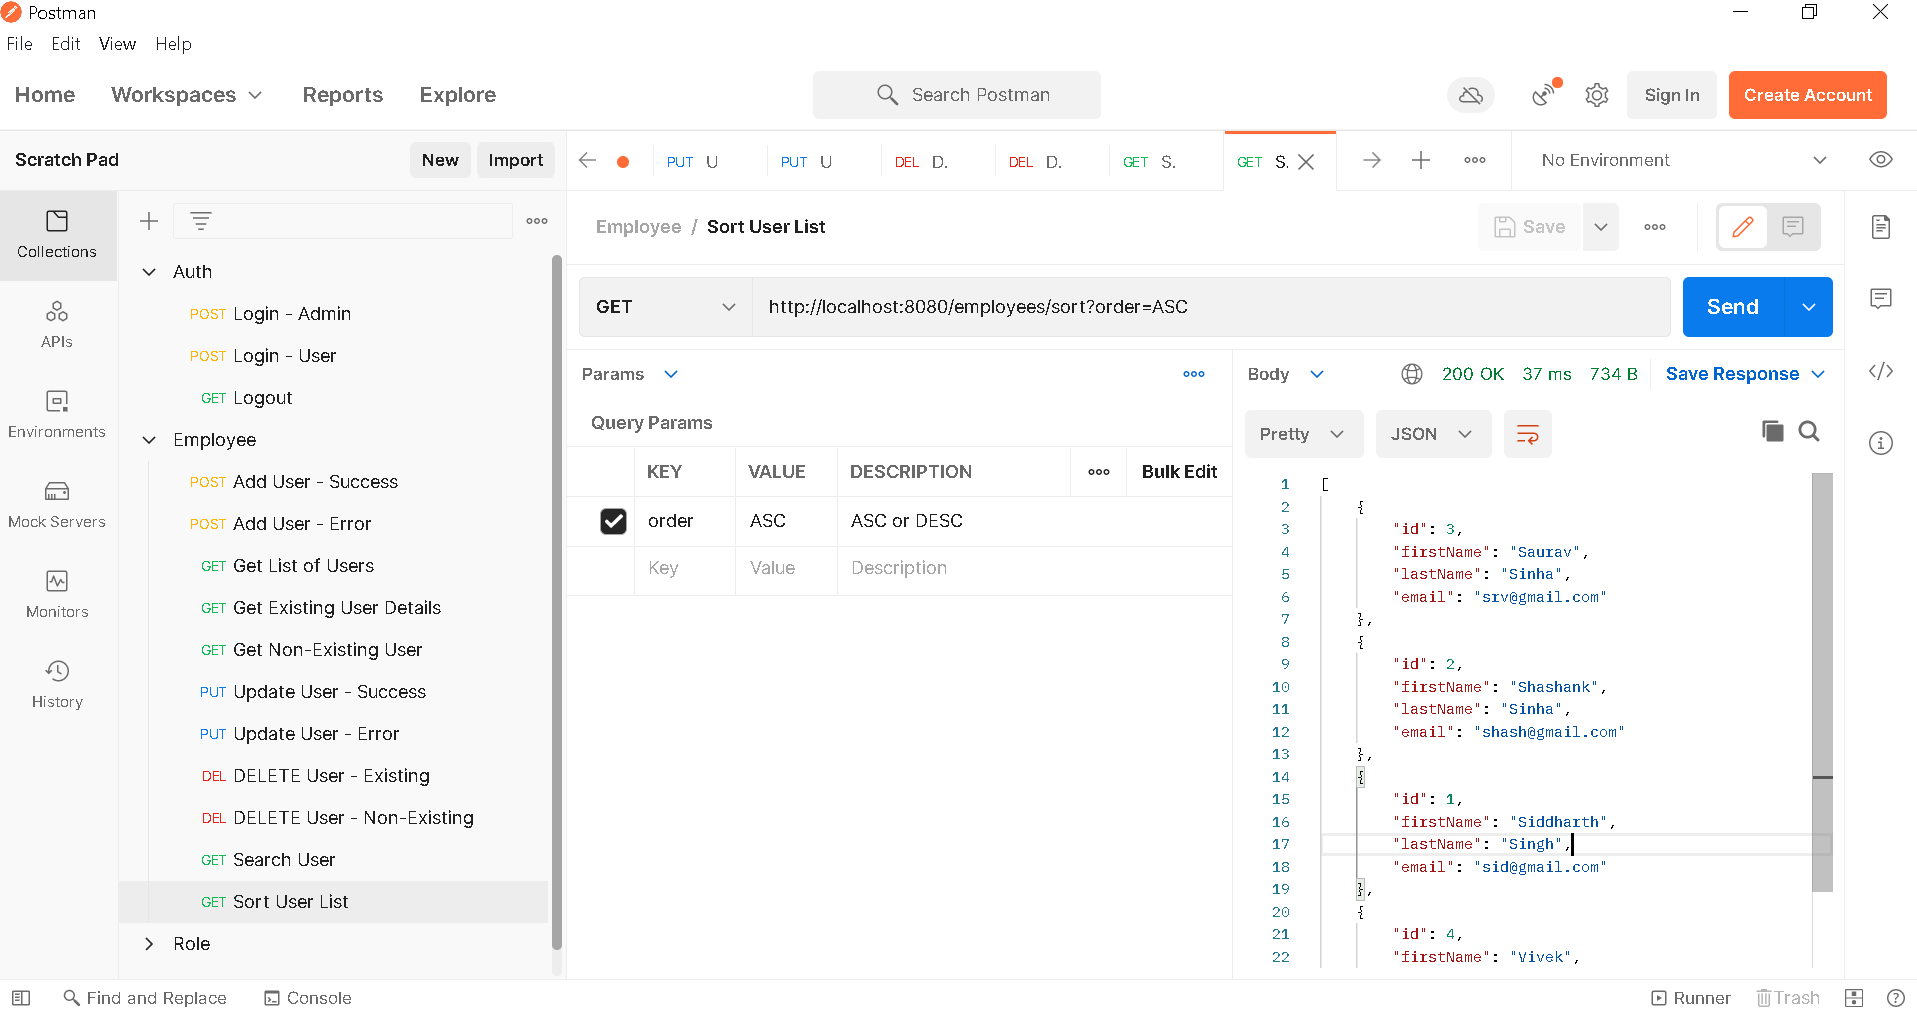 Postman
File Edit View Help
Home Workspaces Reports Explore Search Postman Sign In Create Account
Scratch Pad New Import
PUT U PUT U DEL D. DEL D. GET S. GET S. No Environment
Collections
APIs
Environments
Mock Servers
Monitors
History
Auth
POST Login - Admin
POST Login - User
GET Logout
Employee
POST Add User - Success
POST Add User - Error
GET Get List of Users
GET Get Existing User Details
GET Get Non-Existing User
PUT Update User - Success
PUT Update User - Error
DEL DELETE User - Existing
DEL DELETE User - Non-Existing
GET Search User
GET Sort User List
Role
Employee / Sort User List Save
GET http://localhost:8080/employees/sort?order=ASC Send
Params
Query Params
KEY VALUE DESCRIPTION Bulk Edit
order ASC ASC or DESC
Key Value Description
Body 200 OK 37 ms 734 B Save Response
Pretty JSON
1 [
2 {
3 "id": 3,
4 "firstName": "Saurav",
5 "lastName": "Sinha",
6 "email": "srv@gmail.com"
7 },
8 {
9 "id": 2,
10 "firstName": "Shashank",
11 "lastName": "Sinha",
12 "email": "shash@gmail.com"
13 },
14 {
15 "id": 1,
16 "firstName": "Siddharth",
17 "lastName": "Singh",
18 "email": "sid@gmail.com"
19 },
20 {
21 "id": 4,
22 "firstName": "Vivek",
Find and Replace Console Runner Trash